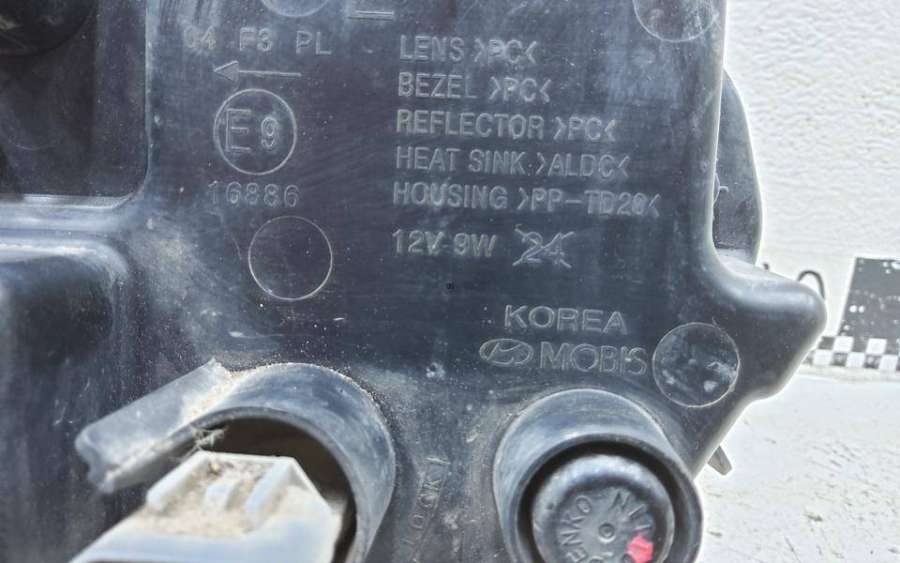 04 F3 PL
E9
16886
LENS >PC<
BEZEL >PC<
REFLECTOR >PC<
HEAT SINK >ALDC<
HOUSING >PP-TD20<
12V 9W 24
KOREA
MOBIS